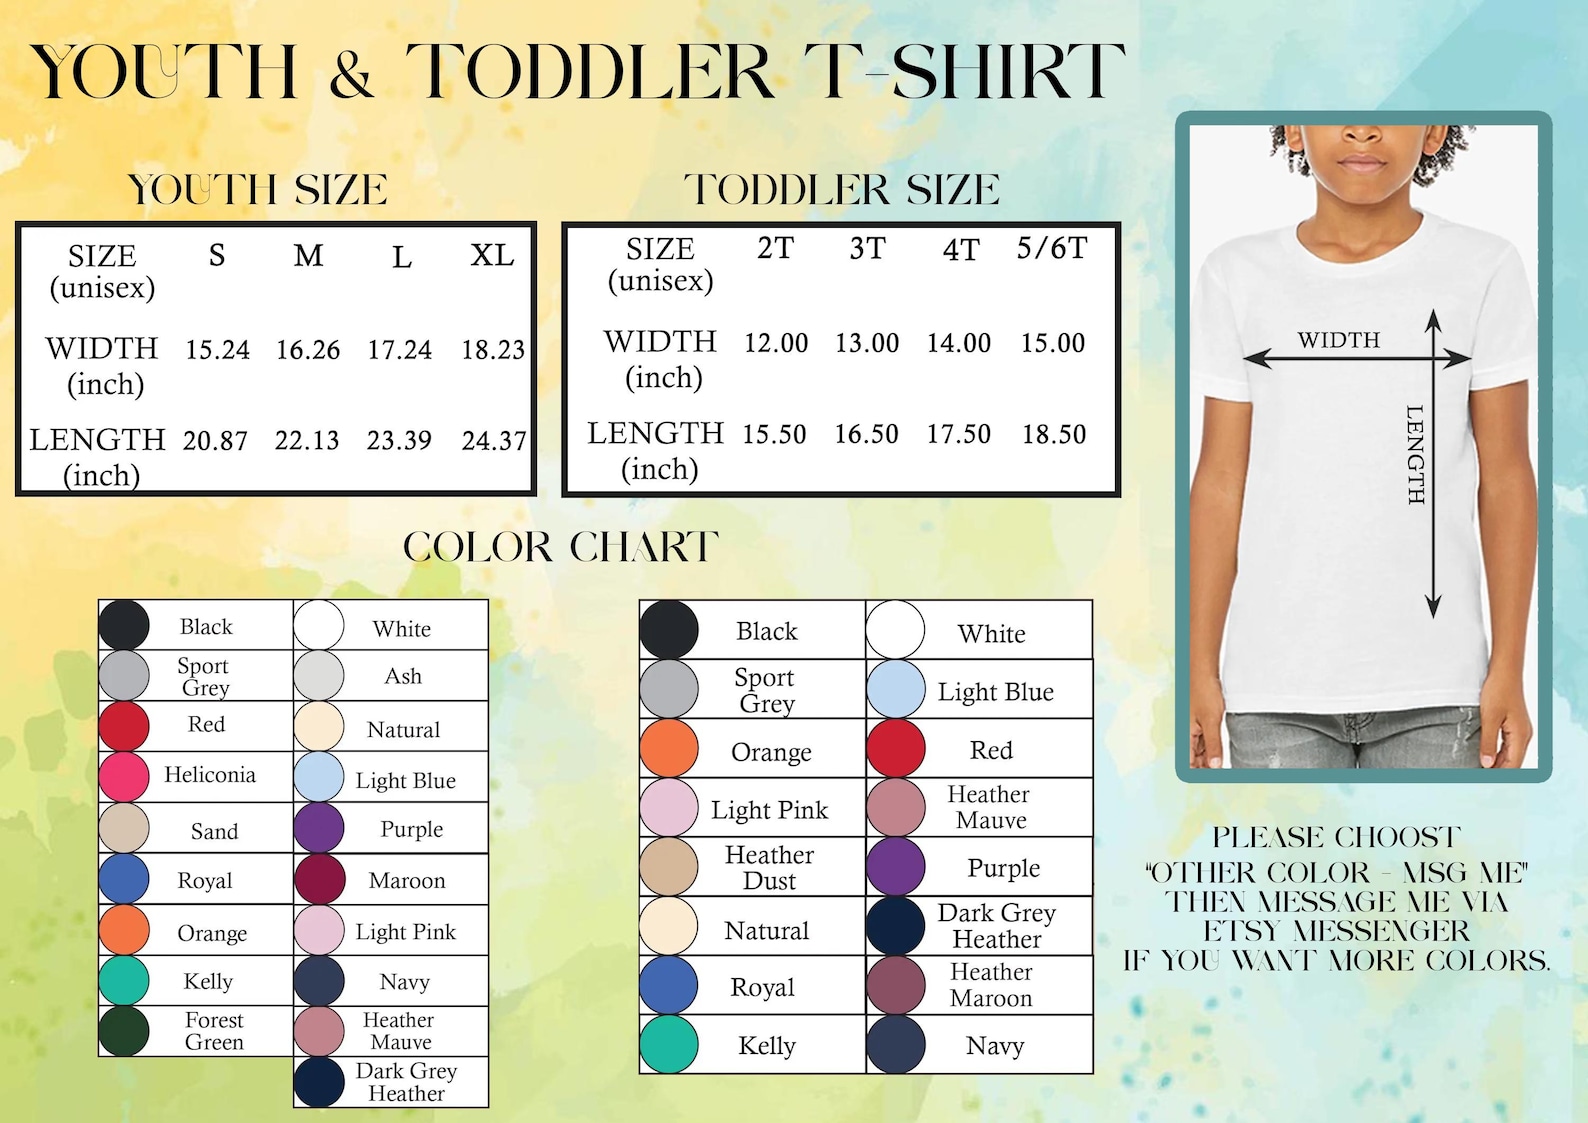 YOUTH & TODDLER T-SHIRT
YOUTH SIZE
SIZE S M L XL
(unisex)
WIDTH 15.24 16.26 17.24 18.23
(inch)
LENGTH 20.87 22.13 23.39 24.37
(inch)
TODDLER SIZE
SIZE 2T 3T 4T 5/6T
(unisex)
WIDTH 12.00 13.00 14.00 15.00
(inch)
LENGTH 15.50 16.50 17.50 18.50
(inch)
WIDTH
LENGTH
COLOR CHART
Black White
Sport
Grey Ash
Red Natural
Heliconia Light Blue
Sand Purple
Royal Maroon
Orange Light Pink
Kelly Navy
Forest Heather
Green Mauve
Dark Grey
Heather
Black White
Sport
Grey Light Blue
Orange Red
Light Pink Heather
Mauve
Heather
Dust Purple
Natural Dark Grey
Heather
Royal Heather
Maroon
Kelly Navy
PLEASE CHOOST
"OTHER COLOR - MSG ME"
THEN MESSAGE ME VIA
ETSY MESSENGER
IF YOU WANT MORE COLORS.